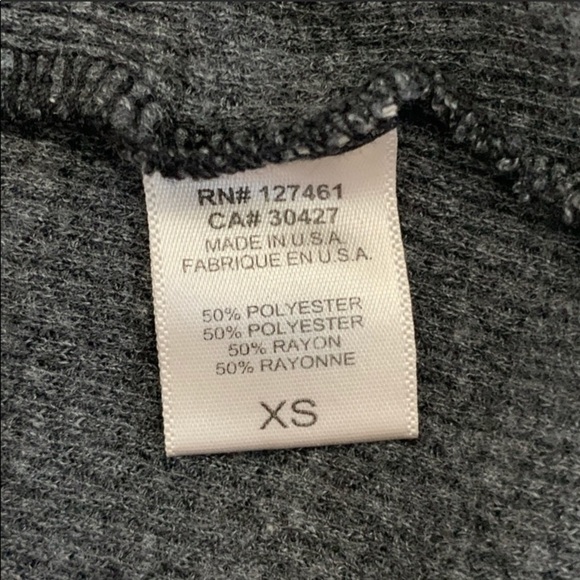 RN# 127461
CA# 30427
MADE IN U.S.A.
FABRIQUE EN U.S.A.
50% POLYESTER
50% POLYESTER
50% RAYON
50% RAYONNE
XS